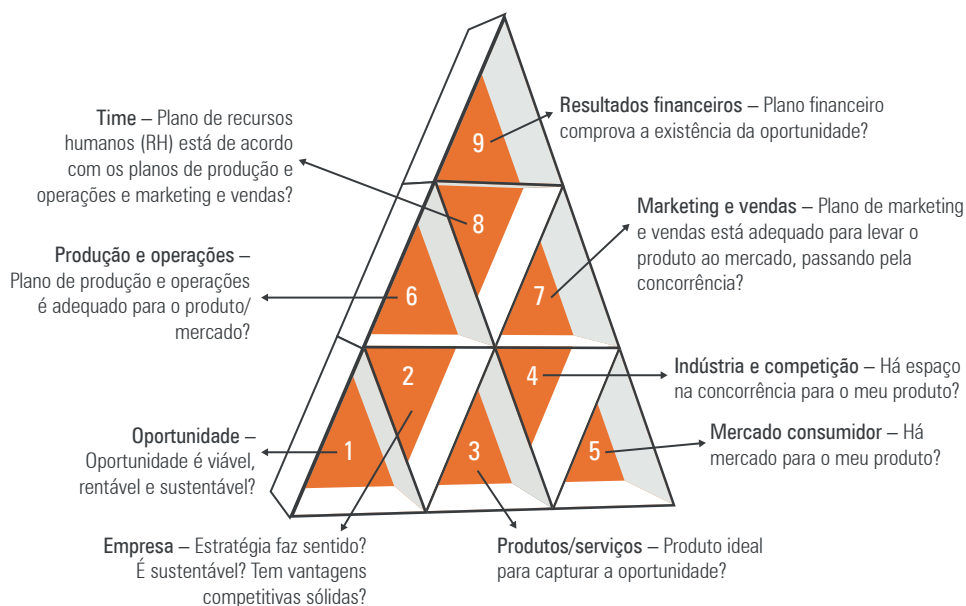 Time – Plano de recursos
humanos (RH) está de acordo
com os planos de produção e
operações e marketing e vendas?
Resultados financeiros – Plano financeiro
comprova a existência da oportunidade?
9
8
Marketing e vendas – Plano de marketing
e vendas está adequado para levar o
produto ao mercado, passando pela
concorrência?
Produção e operações –
Plano de produção e operações
é adequado para o produto/
mercado?
6
7
Indústria e competição – Há espaço
na concorrência para o meu produto?
2
4
Oportunidade –
Oportunidade é viável,
rentável e sustentável?
1
3
5
Mercado consumidor – Há
mercado para o meu produto?
Empresa – Estratégia faz sentido?
É sustentável? Tem vantagens
competitivas sólidas?
Produtos/serviços – Produto ideal
para capturar a oportunidade?